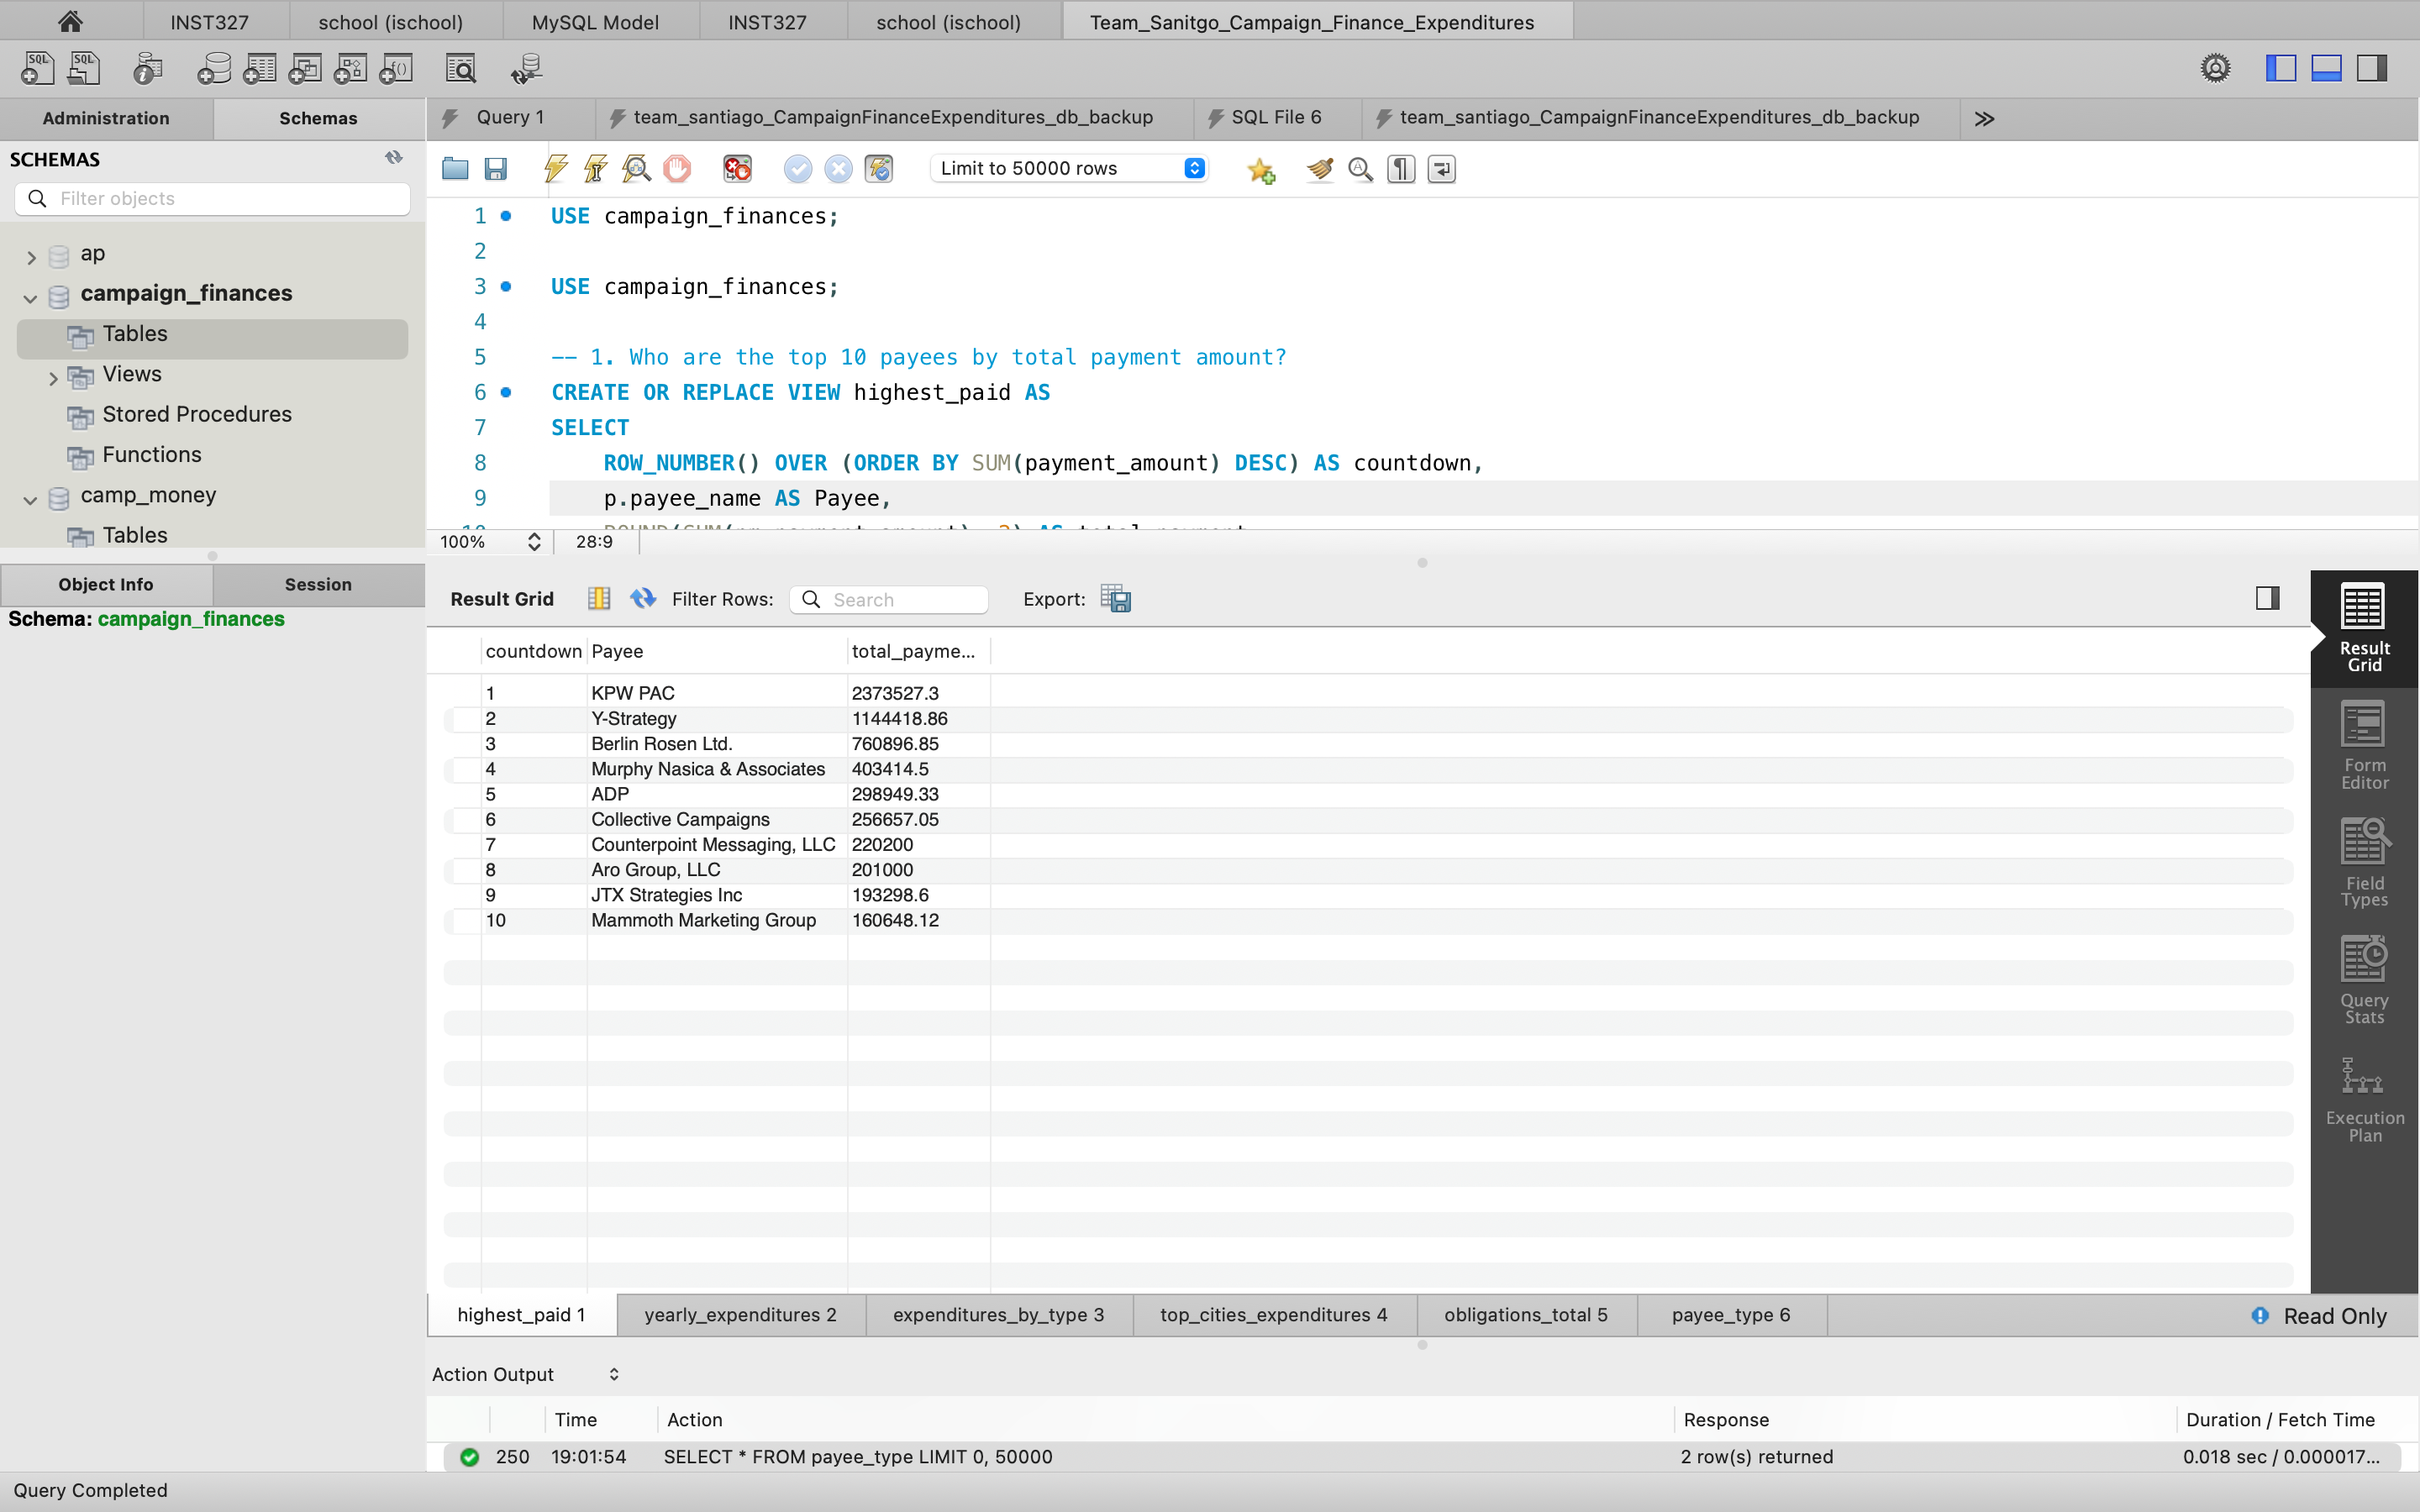 INST327 school (ischool) MySQL Model INST327 school (ischool) Team_Sanitgo_Campaign_Finance_Expenditures
SQL SQL
Administration Schemas
Query 1 team_santiago_CampaignFinanceExpenditures_db_backup SQL File 6 team_santiago_CampaignFinanceExpenditures_db_backup
SCHEMAS
Filter objects
ap
campaign_finances
Tables
Views
Stored Procedures
Functions
camp_money
Tables
Object Info Session
Schema: campaign_finances
Limit to 50000 rows
1 USE campaign_finances;
2
3 USE campaign_finances;
4
5 -- 1. Who are the top 10 payees by total payment amount?
6 CREATE OR REPLACE VIEW highest_paid AS
7 SELECT
8 ROW_NUMBER() OVER (ORDER BY SUM(payment_amount) DESC) AS countdown,
9 p.payee_name AS Payee,
100% 28:9
Result Grid Filter Rows: Search Export:
countdown Payee total_payme...
1 KPW PAC 2373527.3
2 Y-Strategy 1144418.86
3 Berlin Rosen Ltd. 760896.85
4 Murphy Nasica & Associates 403414.5
5 ADP 298949.33
6 Collective Campaigns 256657.05
7 Counterpoint Messaging, LLC 220200
8 Aro Group, LLC 201000
9 JTX Strategies Inc 193298.6
10 Mammoth Marketing Group 160648.12
Result
Grid
Form
Editor
Field
Types
Query
Stats
Execution
Plan
highest_paid 1 yearly_expenditures 2 expenditures_by_type 3 top_cities_expenditures 4 obligations_total 5 payee_type 6 Read Only
Action Output
Time Action Response Duration / Fetch Time
250 19:01:54 SELECT * FROM payee_type LIMIT 0, 50000 2 row(s) returned 0.018 sec / 0.000017...
Query Completed